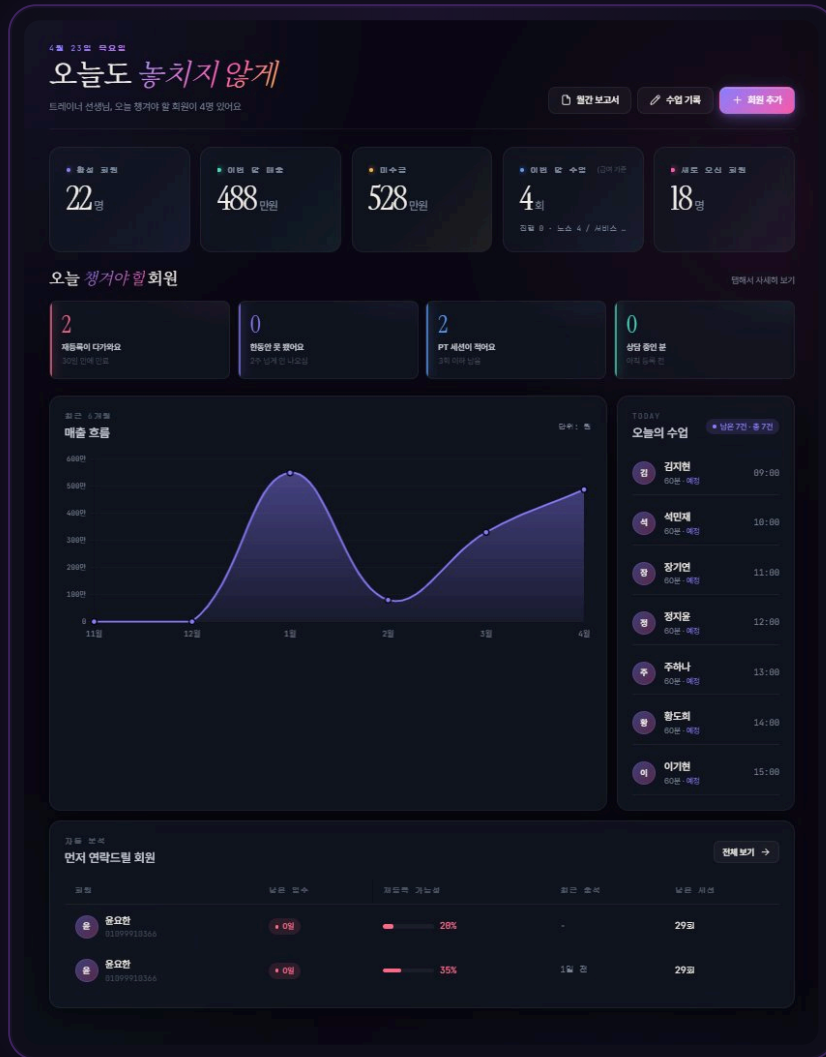 4월 23일 목요일
오늘도 놓치지 않게
트레이너 선생님, 오늘 챙겨야 할 회원이 4명 있어요
월간 보고서
수업 기록
+ 회원 추가
활성 회원
22명
이번 달 매출
488만원
미수금
528만원
이번 달 수업
4회
진행 0 · 노쇼 4 / 서비스 …
새로 오신 회원
18명
오늘 챙겨야 할 회원
탭해서 자세히 보기
2
재등록이 다가와요
30일 안에 만료
0
한동안 못 왔어요
2주 넘게 안 나오심
2
PT 세션이 적어요
3회 이하 남음
0
상담 중인 분
아직 등록 전
최근 6개월
매출 흐름
단위: 원
600만
500만
400만
300만
200만
100만
0
11월
12월
1월
2월
3월
4월
TODAY
오늘의 수업
남은 7건 · 총 7건
김
김지현
60분 · 예정
09:00
석
석민재
60분 · 예정
10:00
장
장기연
60분 · 예정
11:00
정
정지윤
60분 · 예정
12:00
주
주하나
60분 · 예정
13:00
황
황도희
60분 · 예정
14:00
이
이기현
60분 · 예정
15:00
자동 분석
먼저 연락드릴 회원
전체 보기 →
회원
남은 일수
재등록 가능성
최근 출석
남은 세션
윤
윤요한
0일
28%
-
29회
윤
윤요한
0일
35%
1일 전
29회